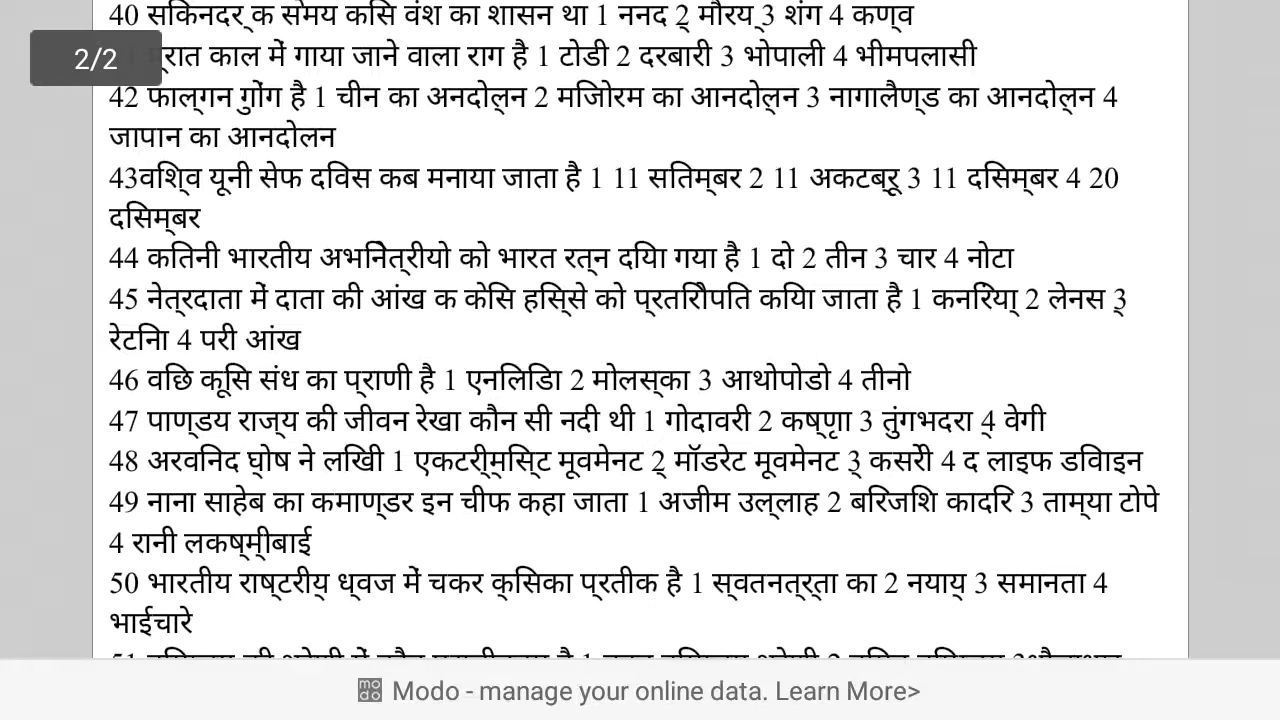 40 सकिनदर् क समेय कसि वंश का शासन था 1 ननद 2् मौरय् 3 शंग 4 कण्व
2/2
रात काल में गाया जाने वाला राग है 1 टोडी 2 दरबारी 3 भोपाली 4 भीमपलासी
42 फाल्गन गुोंग है 1 चीन का अनदोल्न 2 मजिोरम का आनदोल्न 3 नागालैण्ड का आनदोल्न 4
जापान का आनदोलन
43वशि्व यूनी सेफ दविस कब मनाया जाता है 1 11 सतिम्बर 2 11 अकटब्रू 3 11 दसिम्बर 4 20
दसिम्बर
44 कतिनी भारतीय अभनिेत्रीयो को भारत रत्न दयिा गया है 1 दो 2 तीन 3 चार 4 नोटा
45 नेत्रदाता में दाता की आंख क केसि हसि्से को प्रतरिोपति कयिा जाता है 1 कनरिया् 2 लेनस 3्
रेटनिा 4 परी आंख
46 वछि कूसि संध का प्राणी है 1 एनलिडिा 2 मोलस्का 3 आथोपोडो 4 तीनो
47 पाण्डय राज्य की जीवन रेखा कौन सी नदी थी 1 गोदावरी 2 कष्णृा 3 तुंगभदरा 4् वेगी
48 अरवनिद घो्ष ने लखिी 1 एकटरी्मसि्ट मूवमेनट 2् मॉडरेट मूवमेनट 3् कसरेी 4 द लाइफ डविाइन
49 नाना साहेब का कमाण्डर इन चीफ कहा जाता 1 अजीम उल्लाह 2 बरिजशि कादरि 3 ताम्या टोपे
4 रानी लकष्मी्बाई
50 भारतीय राष्टरीय् ध्वज में चकर क्सिका प्रतीक है 1 स्वतनत्र्ता का 2 नयाय् 3 समानता 4
भाईचारे
Modo - manage your online data. Learn More>